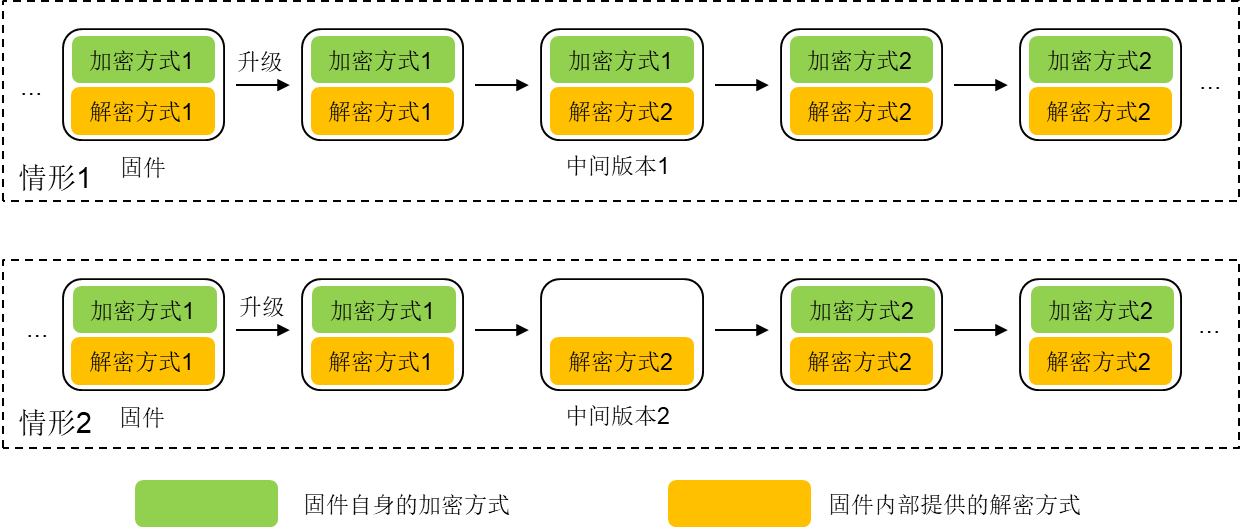 加密方式1 升级 加密方式1 加密方式1 加密方式2 加密方式2
... ...
解密方式1 解密方式1 解密方式2 解密方式2 解密方式2
情形1 固件 中间版本1
加密方式1 升级 加密方式1 加密方式2 加密方式2
... ...
解密方式1 解密方式1 解密方式2 解密方式2 解密方式2
情形2 固件 中间版本2
固件自身的加密方式 固件内部提供的解密方式